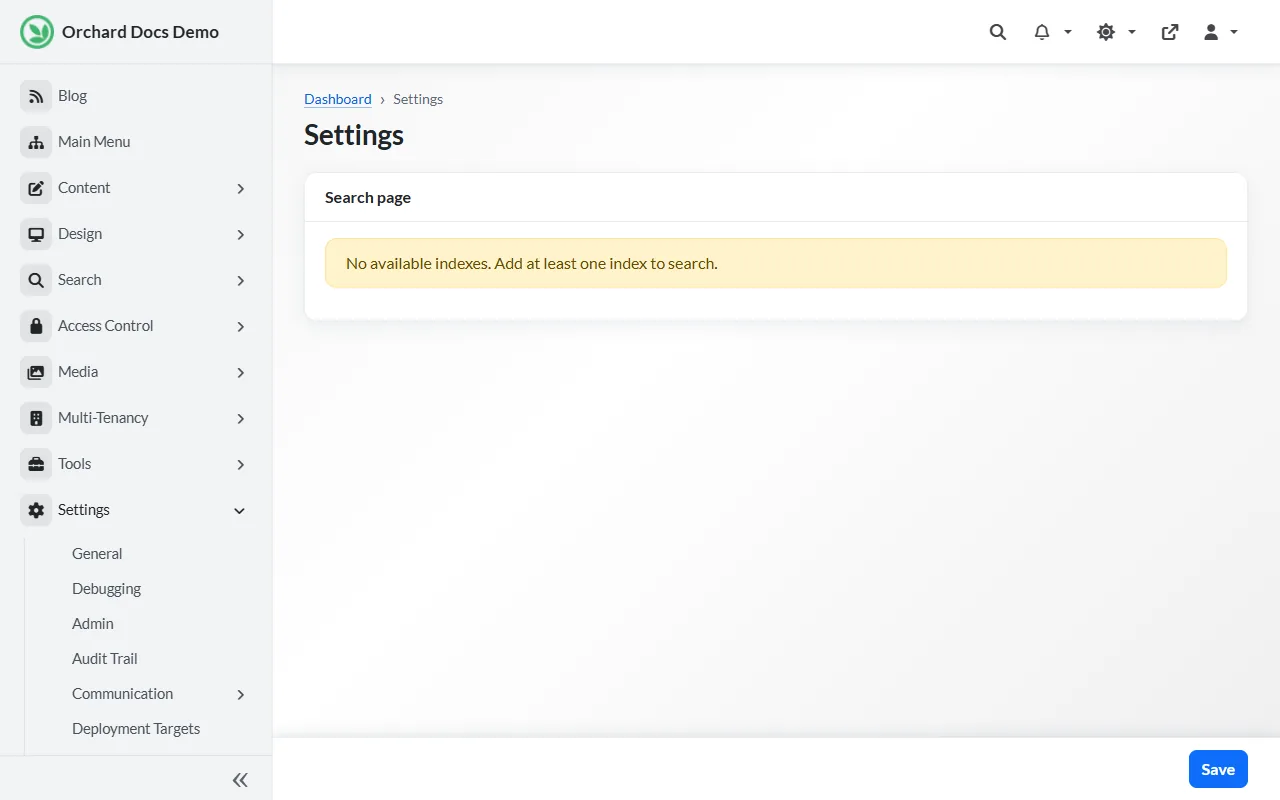 Orchard Docs Demo
Blog
Main Menu
Content
Design
Search
Access Control
Media
Multi-Tenancy
Tools
Settings
General
Debugging
Admin
Audit Trail
Communication
Deployment Targets
Dashboard › Settings
Settings
Search page
No available indexes. Add at least one index to search.
Save